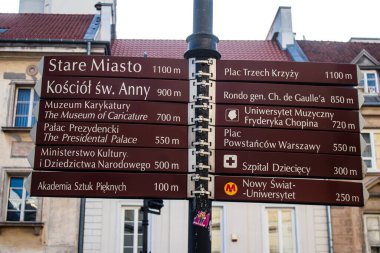 Stare Miasto 1100 m
Kościół św. Anny 900 m
Muzeum Karykatury
The Museum of Caricature 700 m
Pałac Prezydencki
The Presidential Palace 550 m
Ministerstwo Kultury
i Dziedzictwa Narodowego 500 m
Akademia Sztuk Pięknych 100 m
Plac Trzech Krzyży 1100 m
Rondo gen. Ch. de Gaulle'a 850 m
Uniwersytet Muzyczny
Fryderyka Chopina 720 m
Plac
Powstańców Warszawy 550 m
Szpital Dziecięcy 300 m
Nowy Świat-
-Uniwersytet 250 m